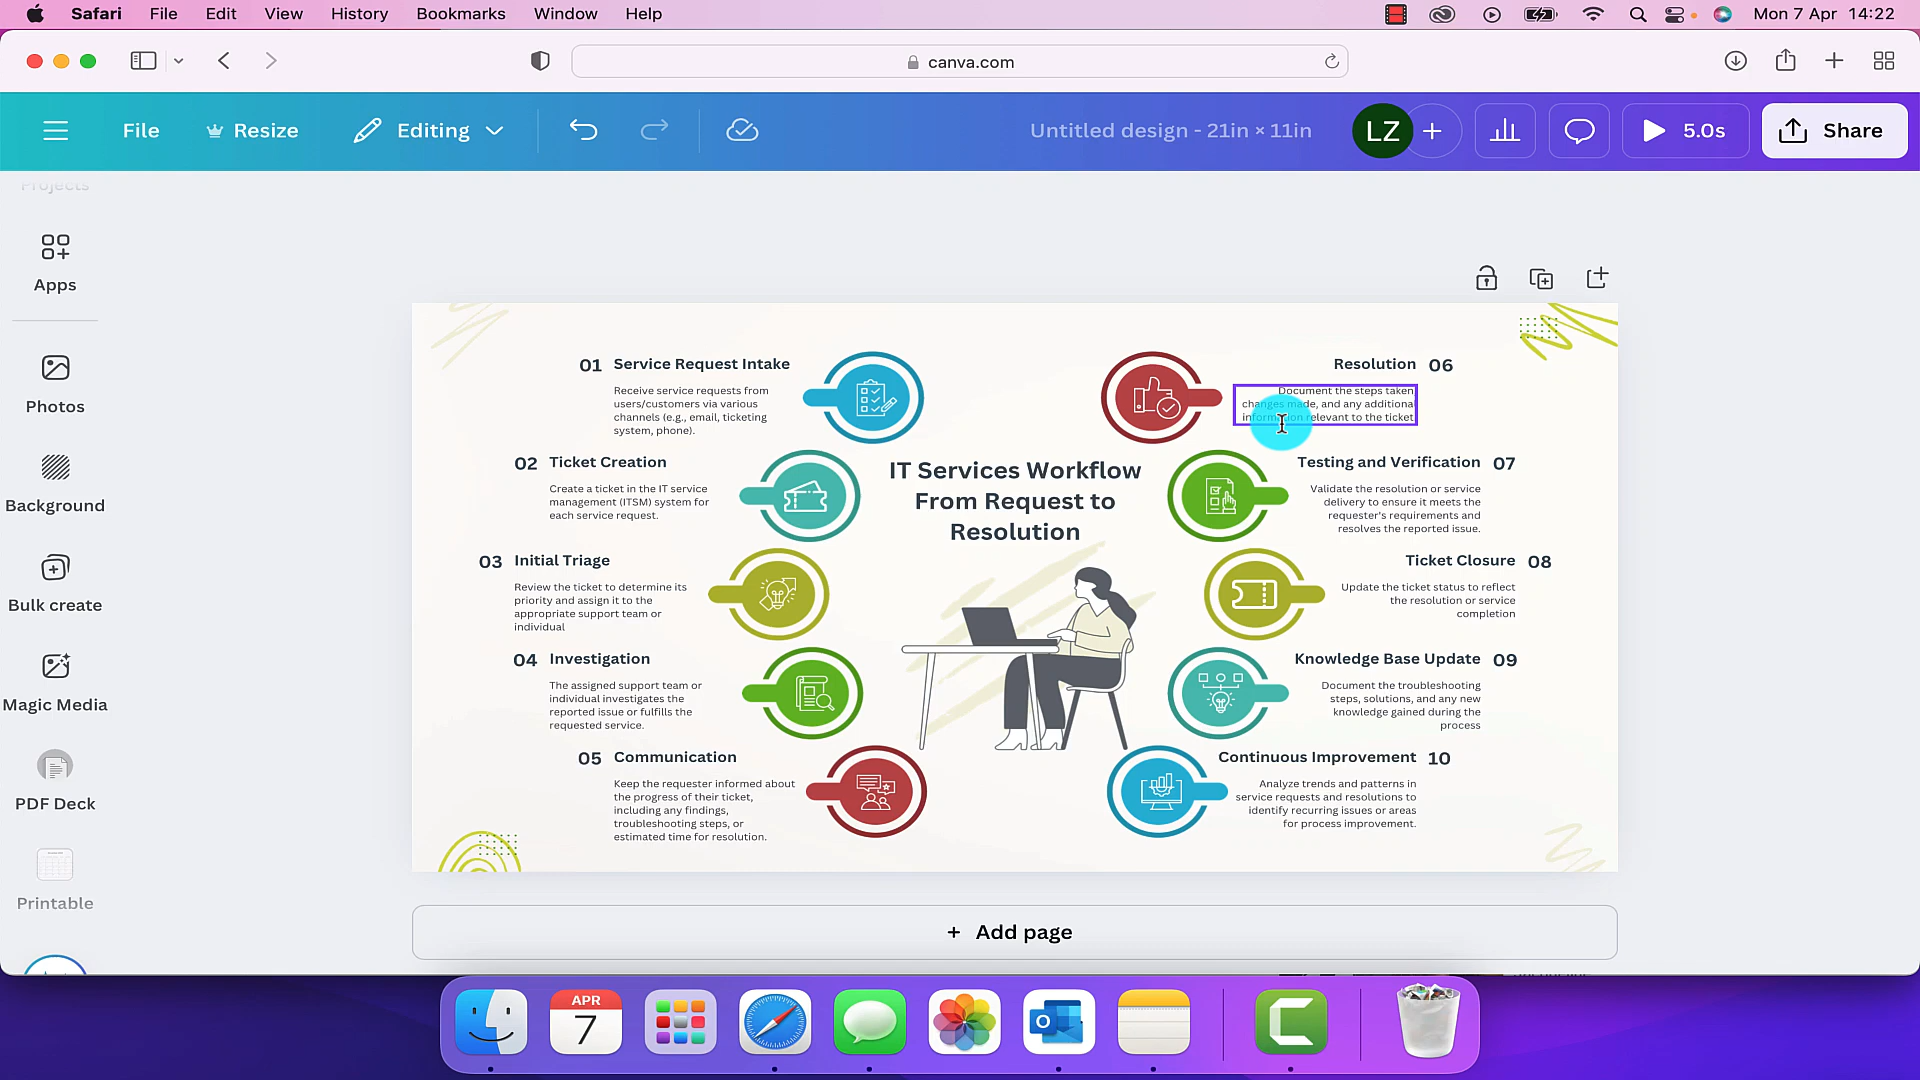 Safari File Edit View History Bookmarks Window Help
Mon 7 Apr 14:22
canva.com
File Resize Editing
Untitled design - 21in × 11in
LZ
5.0s
Share
Projects
Apps
Photos
Background
Bulk create
Magic Media
PDF Deck
Printable
01 Service Request Intake
Receive service requests from
users/customers via various
channels (e.g., email, ticketing
system, phone).
02 Ticket Creation
Create a ticket in the IT service
management (ITSM) system for
each service request.
03 Initial Triage
Review the ticket to determine its
priority and assign it to the
appropriate support team or
individual
04 Investigation
The assigned support team or
individual investigates the
reported issue or fulfills the
requested service.
05 Communication
Keep the requester informed about
the progress of their ticket,
including any findings,
troubleshooting steps, or
estimated time for resolution.
IT Services Workflow
From Request to
Resolution
Resolution 06
Document the steps taken
changes made, and any additional
information relevant to the ticket
Testing and Verification 07
Validate the resolution or service
delivery to ensure it meets the
requester's requirements and
resolves the reported issue.
Ticket Closure 08
Update the ticket status to reflect
the resolution or service
completion
Knowledge Base Update 09
Document the troubleshooting
steps, solutions, and any new
knowledge gained during the
process
Continuous Improvement 10
Analyze trends and patterns in
service requests and resolutions to
identify recurring issues or areas
for process improvement.
+ Add page
APR
7